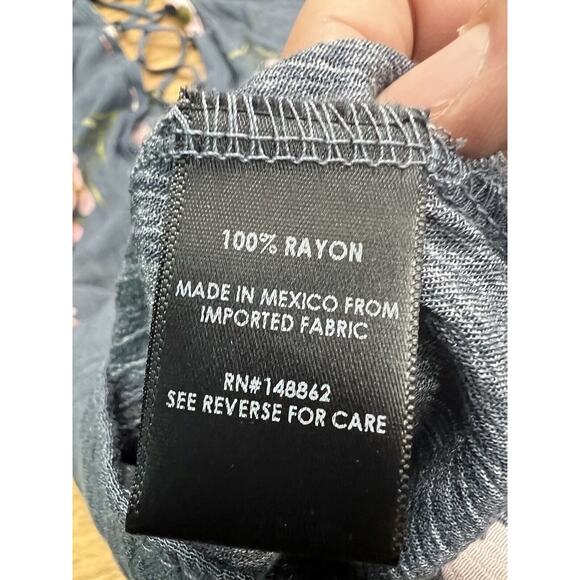 100% RAYON
MADE IN MEXICO FROM
IMPORTED FABRIC
RN#148862
SEE REVERSE FOR CARE